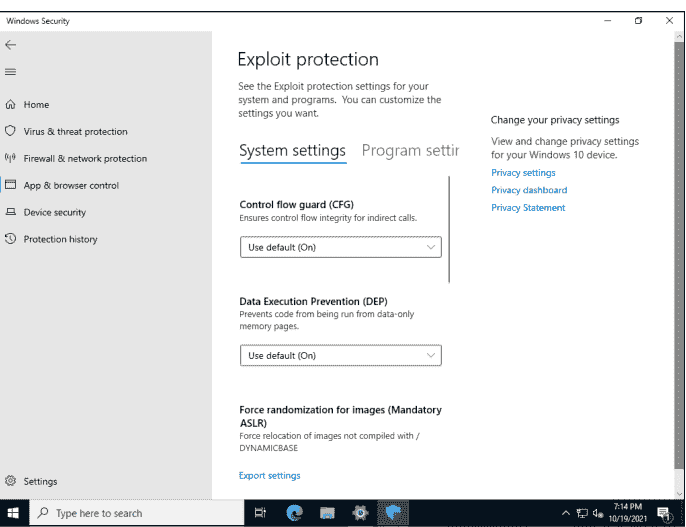 Windows Security
Home
Virus & threat protection
Firewall & network protection
App & browser control
Device security
Protection history
Settings
Exploit protection
See the Exploit protection settings for your
system and programs.  You can customize the
settings you want.
System settings
Program settin
Control flow guard (CFG)
Ensures control flow integrity for indirect calls.
Use default (On)
Data Execution Prevention (DEP)
Prevents code from being run from data-only
memory pages.
Use default (On)
Force randomization for images (Mandatory
ASLR)
Force relocation of images not compiled with /
DYNAMICBASE
Export settings
Change your privacy settings
View and change privacy settings
for your Windows 10 device.
Privacy settings
Privacy dashboard
Privacy Statement
Type here to search
7:14 PM
10/19/2021